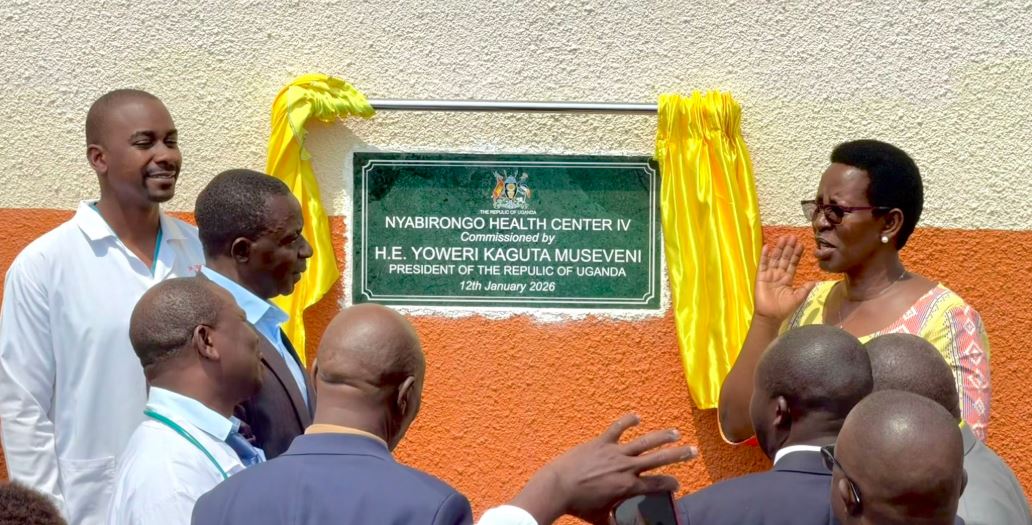 THE REPUBLIC OF UGANDA
NYABIRONGO HEALTH CENTER IV
Commissioned by
H.E. YOWERI KAGUTA MUSEVENI
PRESIDENT OF THE REPUBLIC OF UGANDA
12th January 2026